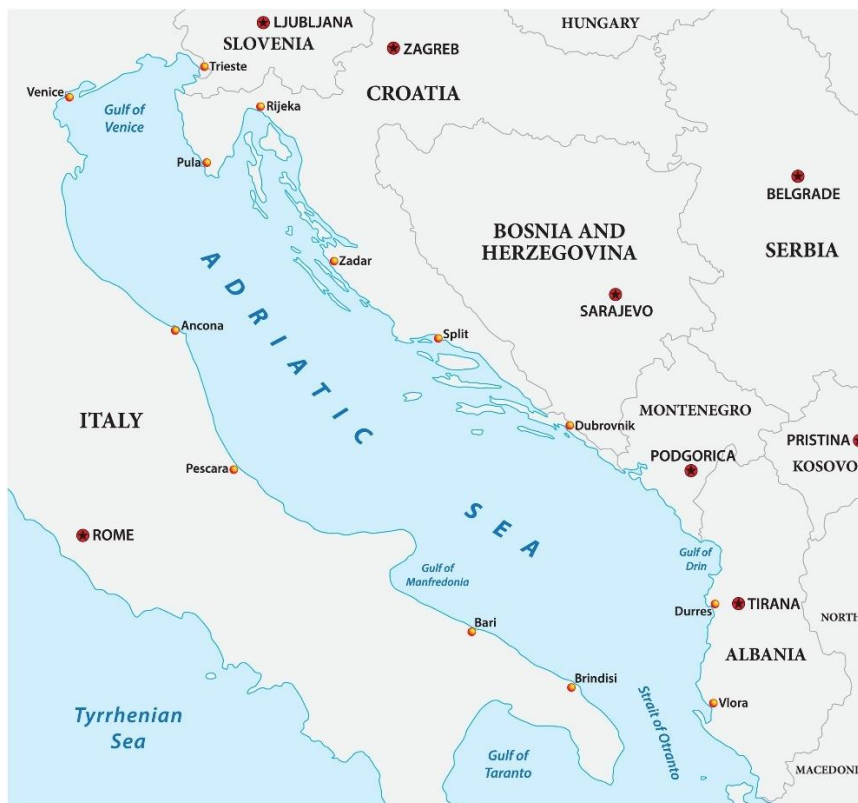 HUNGARY
LJUBLJANA
SLOVENIA
ZAGREB
Trieste
Venice
CROATIA
Gulf of
Venice
Rijeka
Pula
BELGRADE
BOSNIA AND
HERZEGOVINA
SERBIA
Zadar
SARAJEVO
ADRIATIC
SEA
Ancona
Split
ITALY
MONTENEGRO
Dubrovnik
PRISTINA
KOSOVO
PODGORICA
Pescara
ROME
Gulf of
Drin
Gulf of
Manfredonia
Durres
TIRANA
NORTH
Bari
ALBANIA
Brindisi
Strait of Otranto
Vlora
Tyrrhenian
Sea
Gulf of
Taranto
MACEDONI